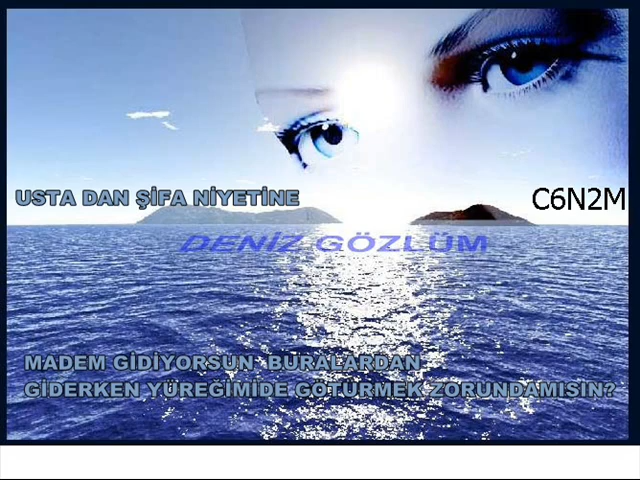 USTA DAN ŞİFA NİYETİNE
C6N2M
DENİZ GÖZLÜM
MADEM GİDİYORSUN BURALARDAN
GİDERKEN YÜREĞİMİDE GÖTÜRMEK ZORUNDAMISIN?